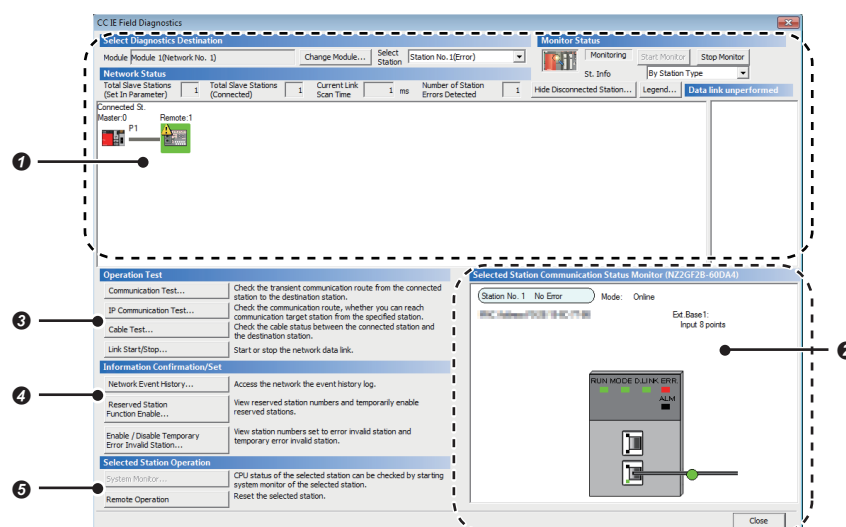 CC IE Field Diagnostics
Select Diagnostics Destination
Monitor Status
Module Module 1(Network No. 1)
Change Module...
Select Station
Station No.1(Error)
Monitoring
Start Monitor
Stop Monitor
St. Info
By Station Type
Network Status
Total Slave Stations (Set In Parameter) 1
Total Slave Stations (Connected) 1
Current Link Scan Time 1 ms
Number of Station Errors Detected 1
Hide Disconnected Station...
Legend...
Data link unperformed
Connected St.
Master:0
Remote:1
P1
1
Operation Test
Communication Test...
Check the transient communication route from the connected
station to the destination station.
IP Communication Test...
Check the communication route, whether you can reach
communication target station from the specified station.
Cable Test...
Check the cable status between the connected station and
the destination station.
Link Start/Stop...
Start or stop the network data link.
3
Information Confirmation/Set
Network Event History...
Access the network the event history log.
Reserved Station
Function Enable...
View reserved station numbers and temporarily enable
reserved stations.
Enable / Disable Temporary
Error Invalid Station...
View station numbers set to error invalid station and
temporary error invalid station.
4
Selected Station Operation
System Monitor...
CPU status of the selected station can be checked by starting
system monitor of the selected station.
Remote Operation
Reset the selected station.
5
Selected Station Communication Status Monitor (NZ2GF2B-60DA4)
Station No. 1 No Error
Mode: Online
Ext.Base1:
Input 8 points
2
RUN MODE D.LINK ERR.
ALM
Close